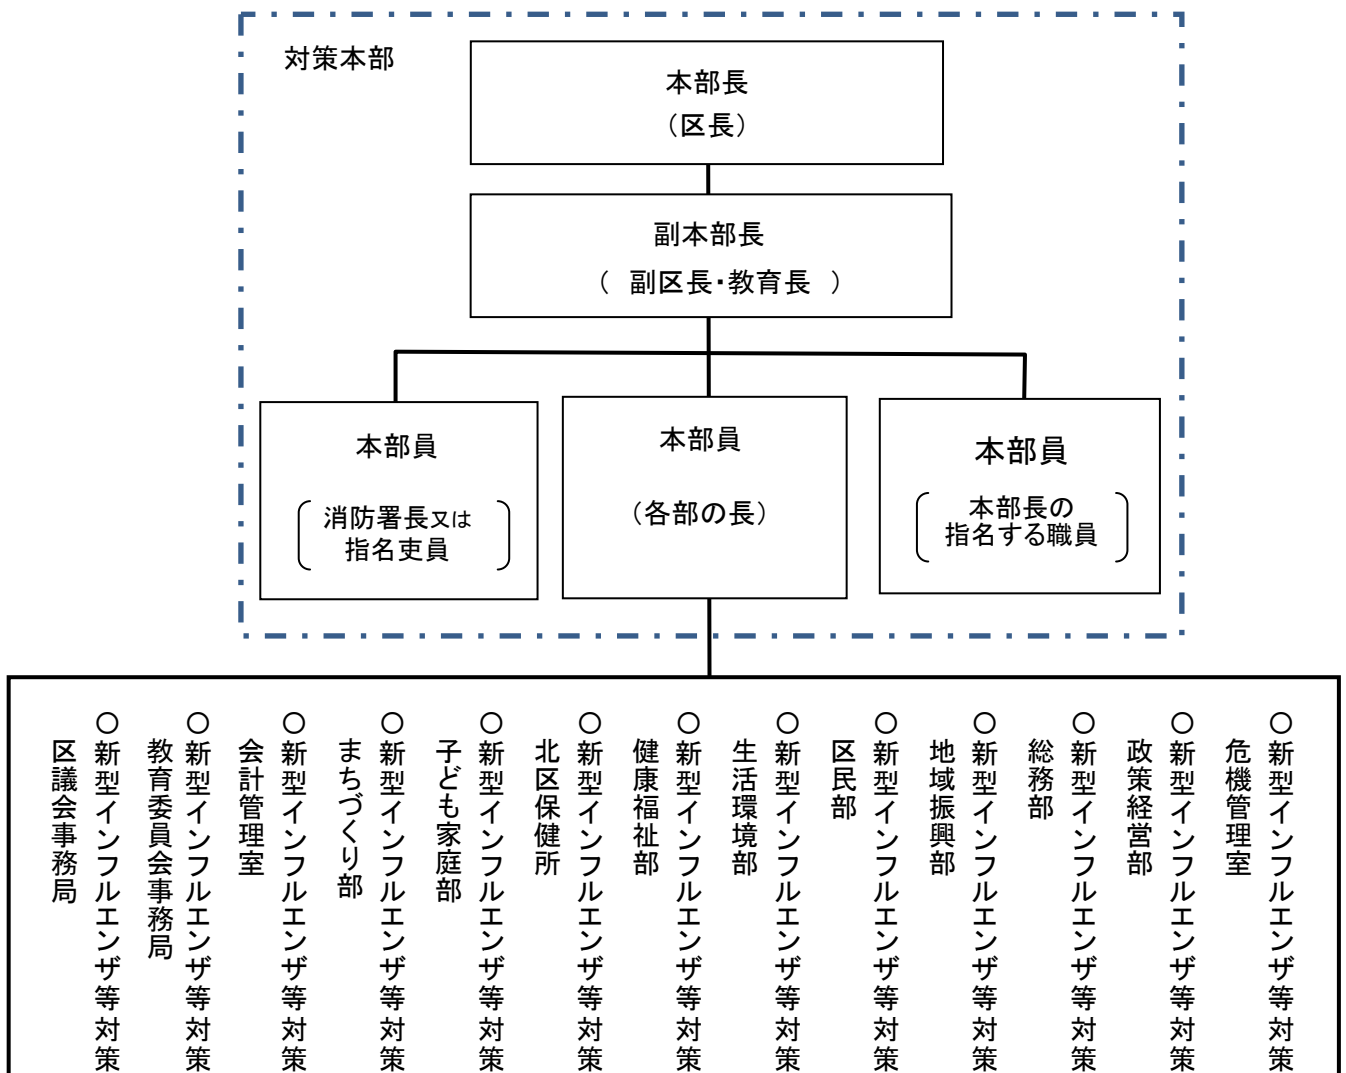 対策本部
本部長
（区長）
副本部長
（ 副区長・教育長 ）
本部員
消防署長又は
指名吏員
本部員
（各部の長）
本部員
本部長の
指名する職員
○新型インフルエンザ等対策
危機管理室
○新型インフルエンザ等対策
政策経営部
○新型インフルエンザ等対策
総務部
○新型インフルエンザ等対策
地域振興部
○新型インフルエンザ等対策
区民部
○新型インフルエンザ等対策
生活環境部
○新型インフルエンザ等対策
健康福祉部
○新型インフルエンザ等対策
北区保健所
○新型インフルエンザ等対策
子ども家庭部
○新型インフルエンザ等対策
まちづくり部
○新型インフルエンザ等対策
会計管理室
○新型インフルエンザ等対策
教育委員会事務局
○新型インフルエンザ等対策
区議会事務局